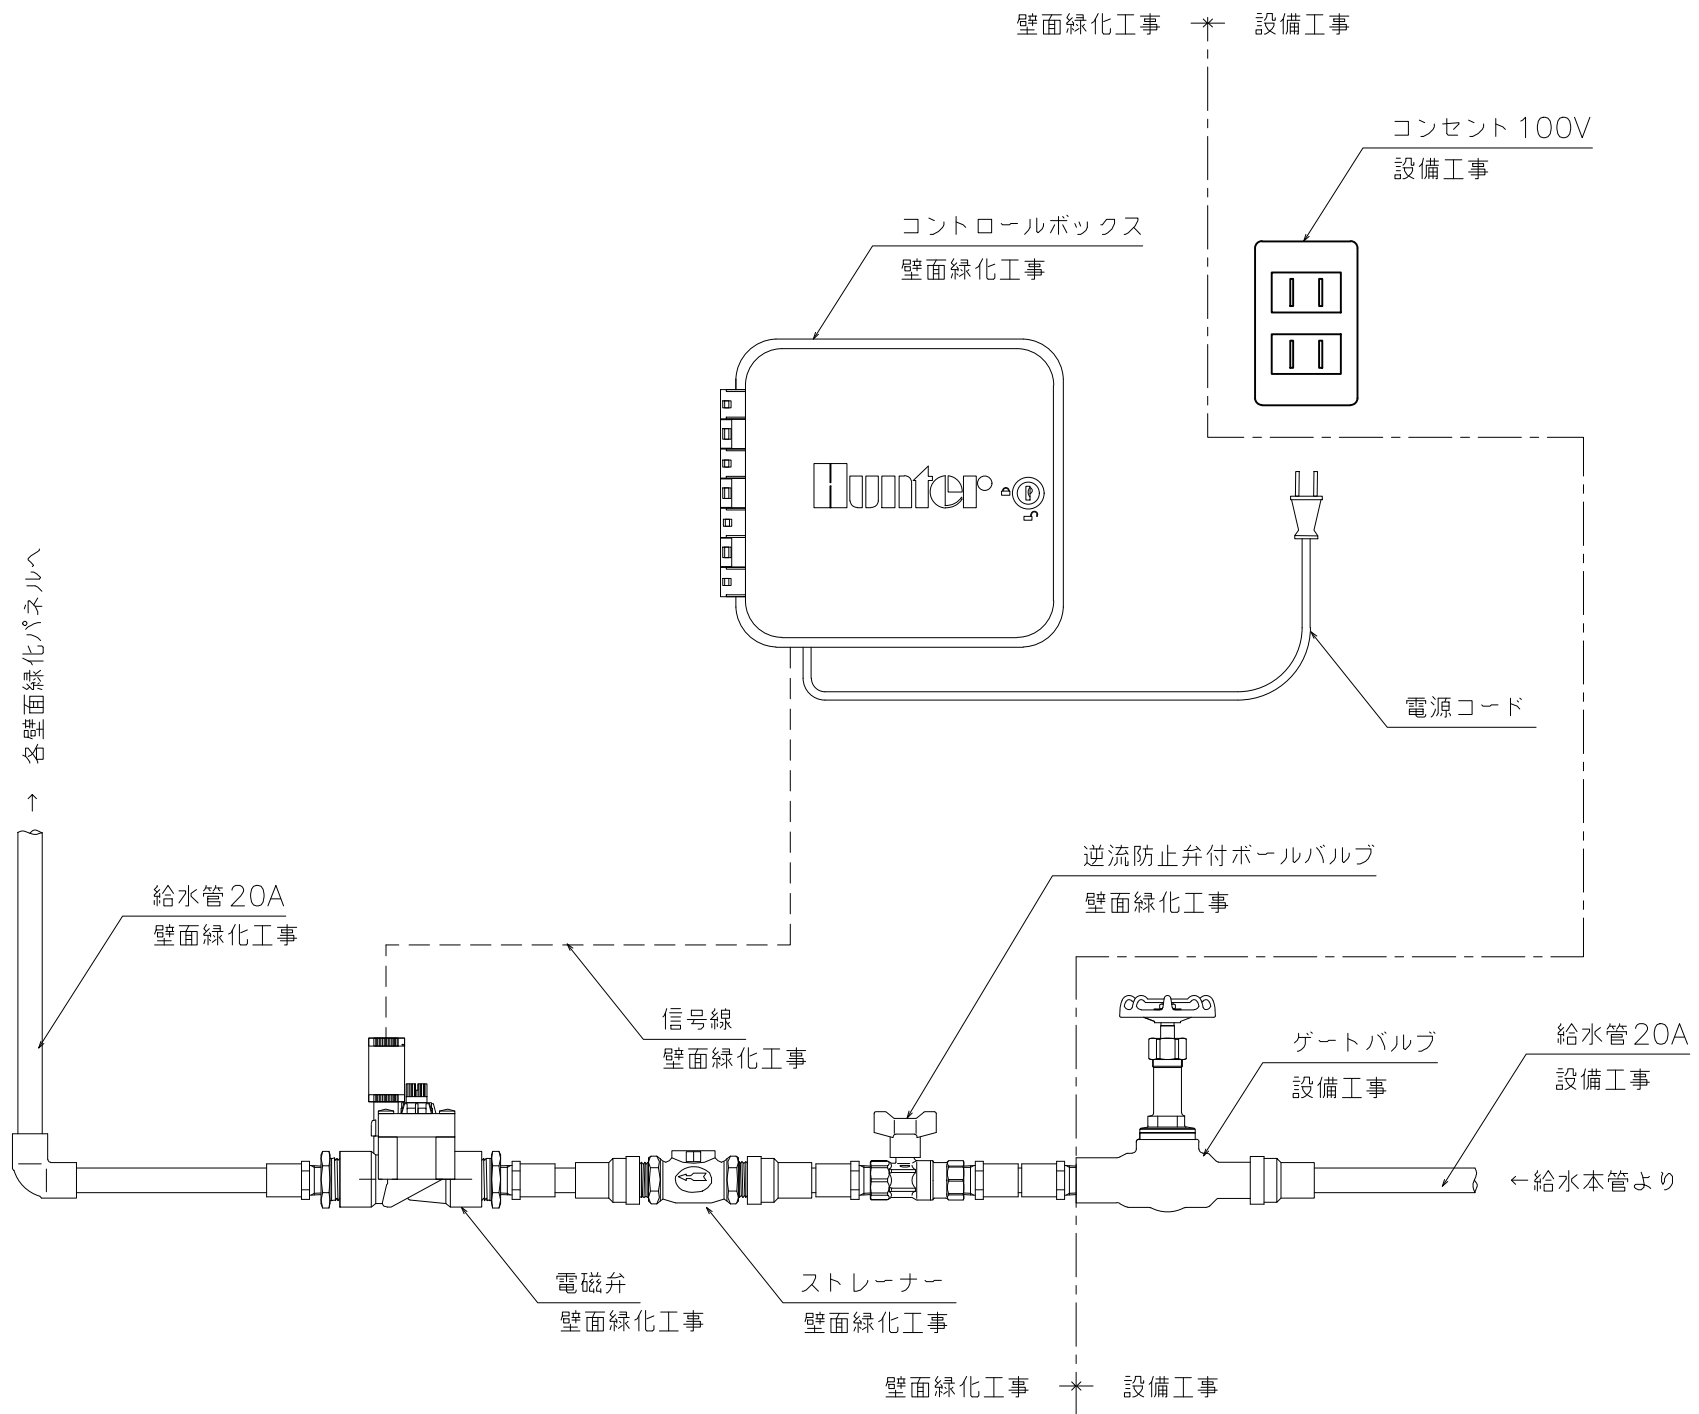 壁面緑化工事 設備工事
コンセント100V
設備工事
コントロールボックス
壁面緑化工事
Hunter
各壁面緑化パネルへ
→
電源コード
逆流防止弁付ボールバルブ
壁面緑化工事
給水管20A
壁面緑化工事
信号線
壁面緑化工事
ゲートバルブ
設備工事
給水管20A
設備工事
←給水本管より
電磁弁
壁面緑化工事
ストレーナー
壁面緑化工事
壁面緑化工事 設備工事